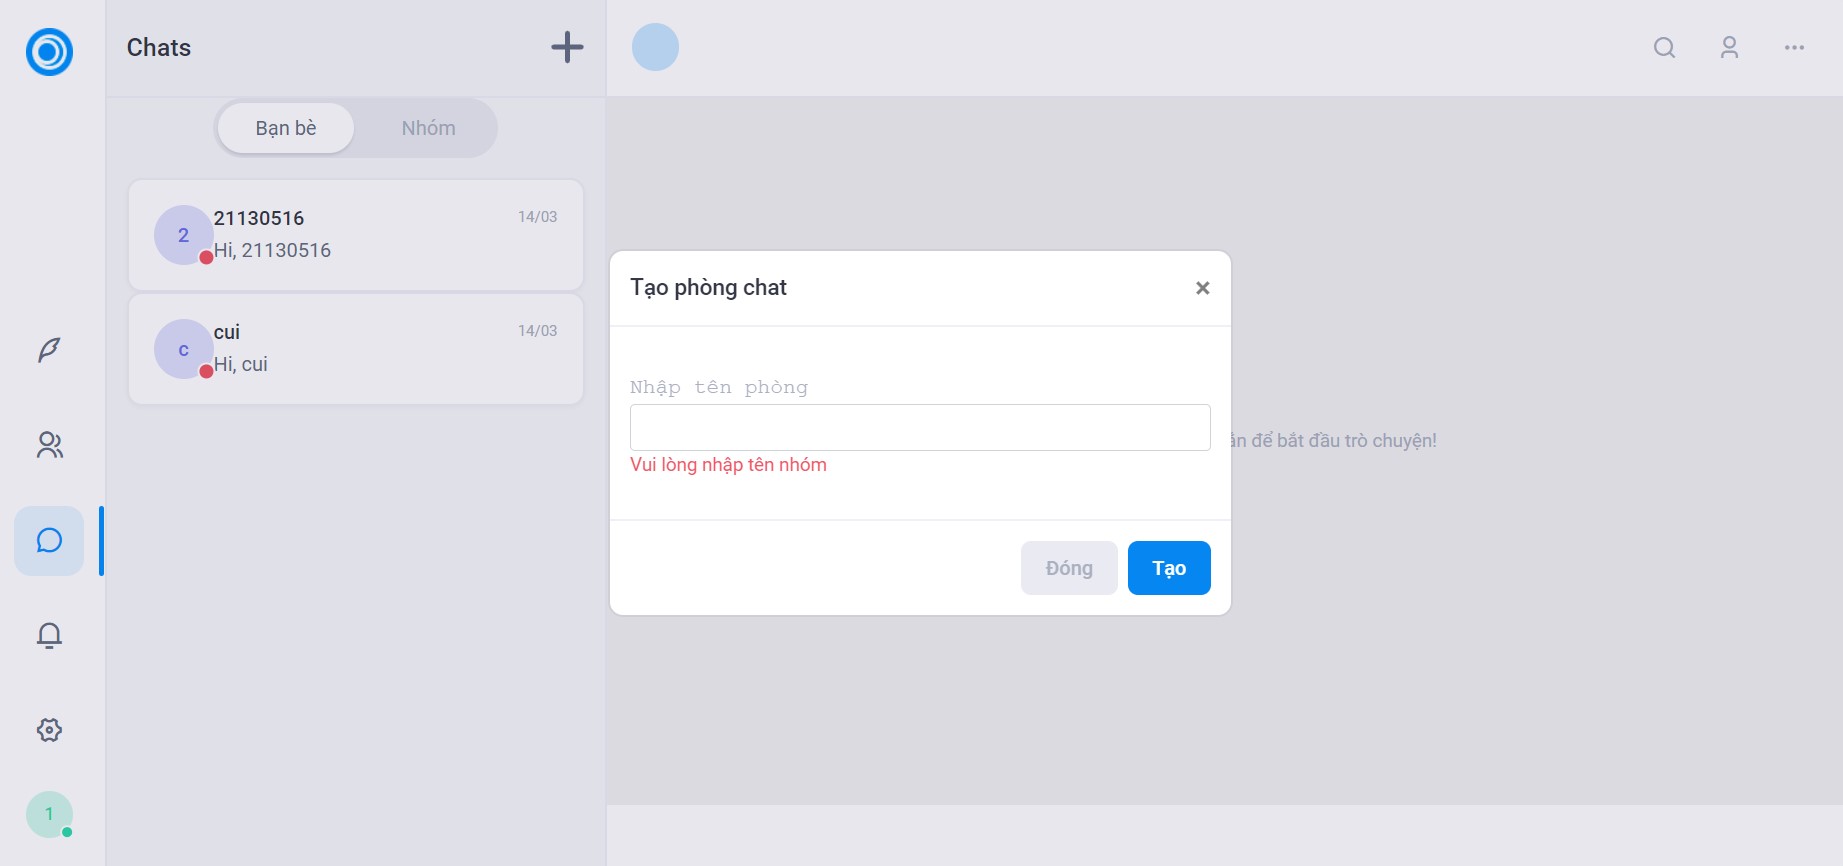 Chats
Bạn bè
Nhóm
2
21130516
14/03
Hi, 21130516
c
cui
14/03
Hi, cui
Tạo phòng chat
×
Nhập tên phòng
Vui lòng nhập tên nhóm
để bắt đầu trò chuyện!
Đóng
Tạo
1